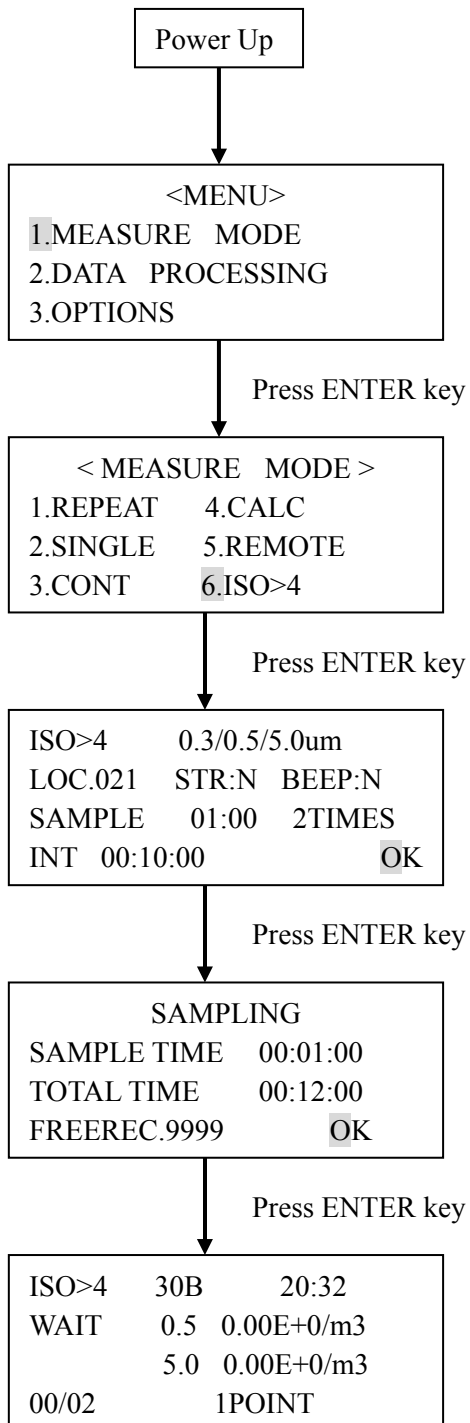 Power Up
<MENU>
1.MEASURE MODE
2.DATA PROCESSING
3.OPTIONS
Press ENTER key
< MEASURE MODE >
1.REPEAT 4.CALC
2.SINGLE 5.REMOTE
3.CONT 6.ISO>4
Press ENTER key
ISO>4 0.3/0.5/5.0um
LOC.021 STR:N BEEP:N
SAMPLE 01:00 2TIMES
INT 00:10:00 OK
Press ENTER key
SAMPLING
SAMPLE TIME 00:01:00
TOTAL TIME 00:12:00
FREEREC.9999 OK
Press ENTER key
ISO>4 30B 20:32
WAIT 0.5 0.00E+0/m3
5.0 0.00E+0/m3
00/02 1POINT